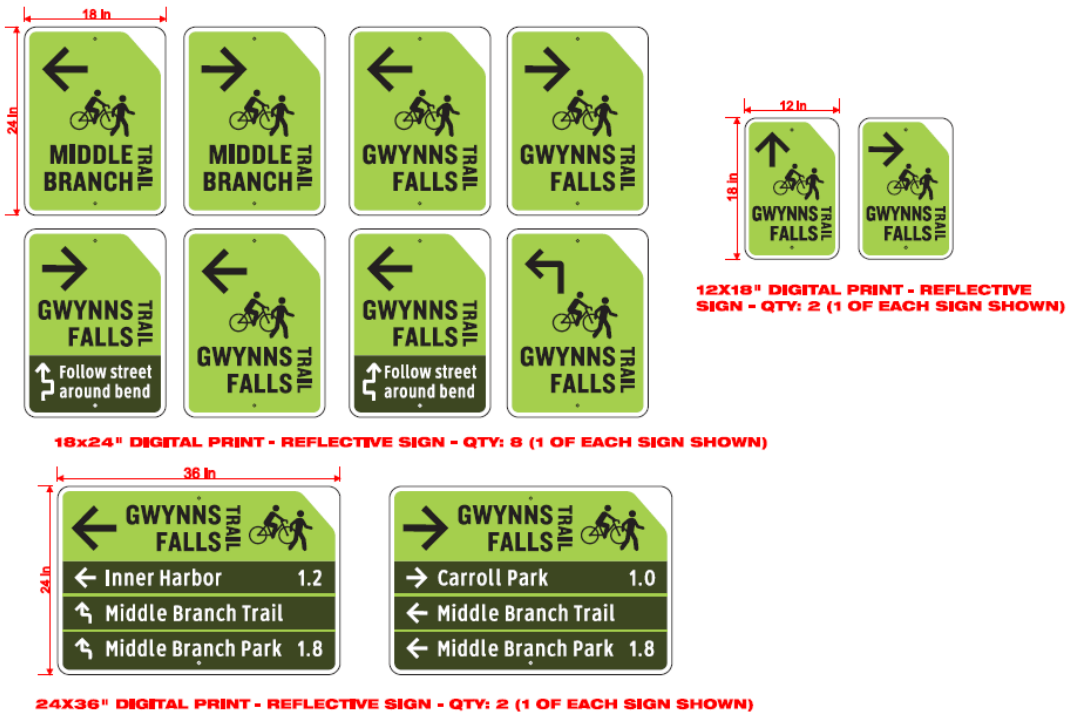 18 in
24 in
MIDDLE
BRANCH
TRAIL
MIDDLE
BRANCH
TRAIL
GWYNNS
FALLS
TRAIL
GWYNNS
FALLS
TRAIL
12 in
18 in
GWYNNS
FALLS
TRAIL
GWYNNS
FALLS
TRAIL
12X18" DIGITAL PRINT - REFLECTIVE
SIGN - QTY: 2 (1 OF EACH SIGN SHOWN)
GWYNNS
FALLS
TRAIL
Follow street
around bend
GWYNNS
FALLS
TRAIL
GWYNNS
FALLS
TRAIL
Follow street
around bend
GWYNNS
FALLS
TRAIL
18x24" DIGITAL PRINT - REFLECTIVE SIGN - QTY: 8 (1 OF EACH SIGN SHOWN)
36 in
24 in
GWYNNS
FALLS
TRAIL
Inner Harbor 1.2
Middle Branch Trail
Middle Branch Park 1.8
GWYNNS
FALLS
TRAIL
Carroll Park 1.0
Middle Branch Trail
Middle Branch Park 1.8
24X36" DIGITAL PRINT - REFLECTIVE SIGN - QTY: 2 (1 OF EACH SIGN SHOWN)